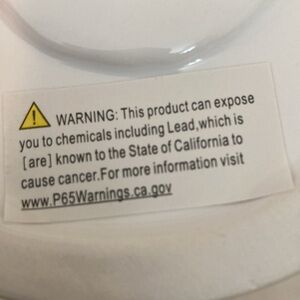 WARNING: This product can expose
you to chemicals including Lead,which is
[are] known to the State of California to
cause cancer.For more information visit
www.P65Warnings.ca.gov